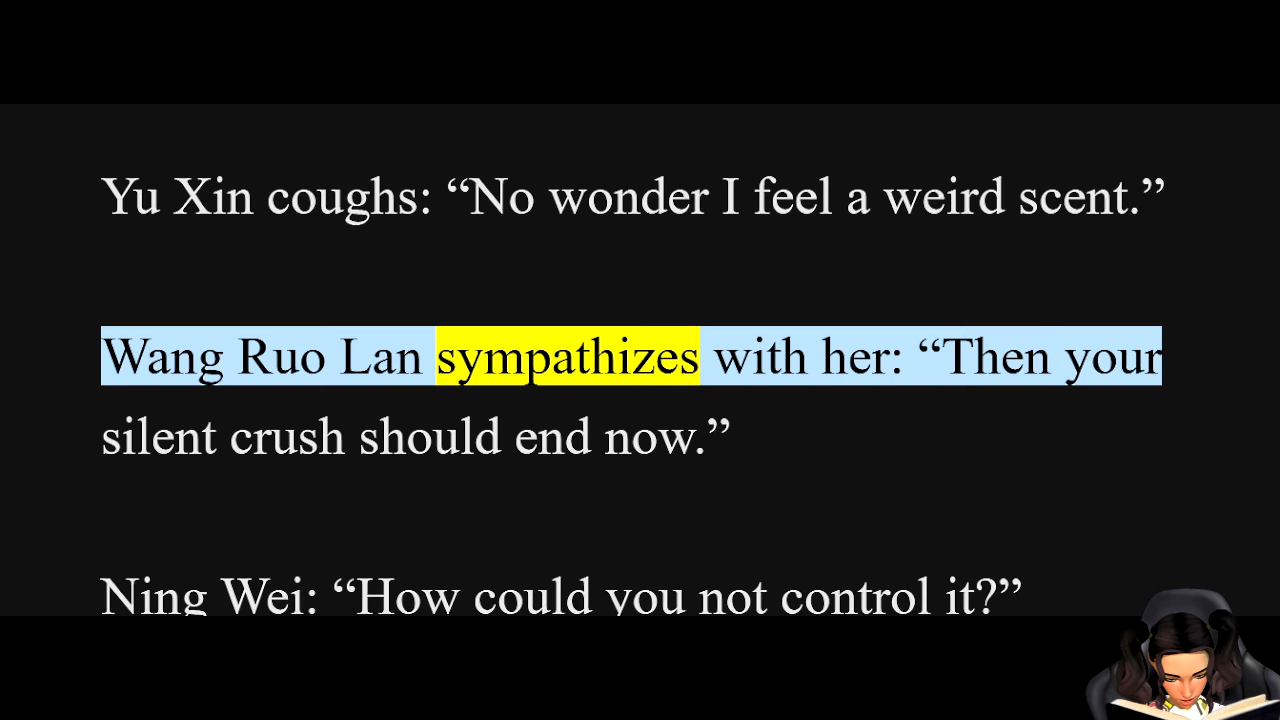 Yu Xin coughs: “No wonder I feel a weird scent.”
Wang Ruo Lan sympathizes with her: “Then your
silent crush should end now.”
Ning Wei: “How could you not control it?”